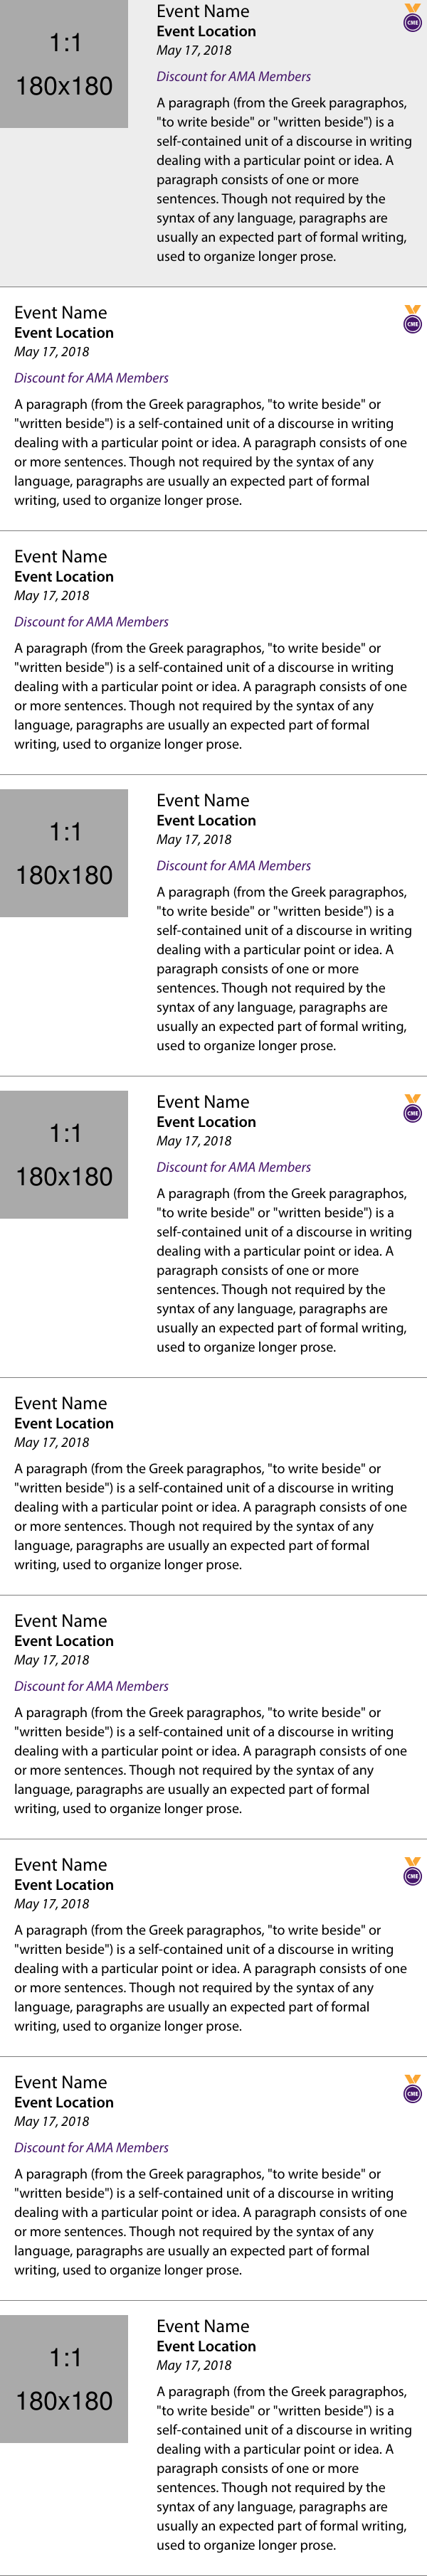 1:1
180x180
Event Name
CME
Event Location
May 17, 2018
Discount for AMA Members
A paragraph (from the Greek paragraphos,
"to write beside" or "written beside") is a
self-contained unit of a discourse in writing
dealing with a particular point or idea. A
paragraph consists of one or more
sentences. Though not required by the
syntax of any language, paragraphs are
usually an expected part of formal writing,
used to organize longer prose.
Event Name
CME
Event Location
May 17, 2018
Discount for AMA Members
A paragraph (from the Greek paragraphos, "to write beside" or
"written beside") is a self-contained unit of a discourse in writing
dealing with a particular point or idea. A paragraph consists of one
or more sentences. Though not required by the syntax of any
language, paragraphs are usually an expected part of formal
writing, used to organize longer prose.
Event Name
Event Location
May 17, 2018
Discount for AMA Members
A paragraph (from the Greek paragraphos, "to write beside" or
"written beside") is a self-contained unit of a discourse in writing
dealing with a particular point or idea. A paragraph consists of one
or more sentences. Though not required by the syntax of any
language, paragraphs are usually an expected part of formal
writing, used to organize longer prose.
1:1
180x180
Event Name
Event Location
May 17, 2018
Discount for AMA Members
A paragraph (from the Greek paragraphos,
"to write beside" or "written beside") is a
self-contained unit of a discourse in writing
dealing with a particular point or idea. A
paragraph consists of one or more
sentences. Though not required by the
syntax of any language, paragraphs are
usually an expected part of formal writing,
used to organize longer prose.
1:1
180x180
Event Name
CME
Event Location
May 17, 2018
Discount for AMA Members
A paragraph (from the Greek paragraphos,
"to write beside" or "written beside") is a
self-contained unit of a discourse in writing
dealing with a particular point or idea. A
paragraph consists of one or more
sentences. Though not required by the
syntax of any language, paragraphs are
usually an expected part of formal writing,
used to organize longer prose.
Event Name
Event Location
May 17, 2018
A paragraph (from the Greek paragraphos, "to write beside" or
"written beside") is a self-contained unit of a discourse in writing
dealing with a particular point or idea. A paragraph consists of one
or more sentences. Though not required by the syntax of any
language, paragraphs are usually an expected part of formal
writing, used to organize longer prose.
Event Name
Event Location
May 17, 2018
Discount for AMA Members
A paragraph (from the Greek paragraphos, "to write beside" or
"written beside") is a self-contained unit of a discourse in writing
dealing with a particular point or idea. A paragraph consists of one
or more sentences. Though not required by the syntax of any
language, paragraphs are usually an expected part of formal
writing, used to organize longer prose.
Event Name
CME
Event Location
May 17, 2018
A paragraph (from the Greek paragraphos, "to write beside" or
"written beside") is a self-contained unit of a discourse in writing
dealing with a particular point or idea. A paragraph consists of one
or more sentences. Though not required by the syntax of any
language, paragraphs are usually an expected part of formal
writing, used to organize longer prose.
Event Name
CME
Event Location
May 17, 2018
Discount for AMA Members
A paragraph (from the Greek paragraphos, "to write beside" or
"written beside") is a self-contained unit of a discourse in writing
dealing with a particular point or idea. A paragraph consists of one
or more sentences. Though not required by the syntax of any
language, paragraphs are usually an expected part of formal
writing, used to organize longer prose.
1:1
180x180
Event Name
Event Location
May 17, 2018
A paragraph (from the Greek paragraphos,
"to write beside" or "written beside") is a
self-contained unit of a discourse in writing
dealing with a particular point or idea. A
paragraph consists of one or more
sentences. Though not required by the
syntax of any language, paragraphs are
usually an expected part of formal writing,
used to organize longer prose.